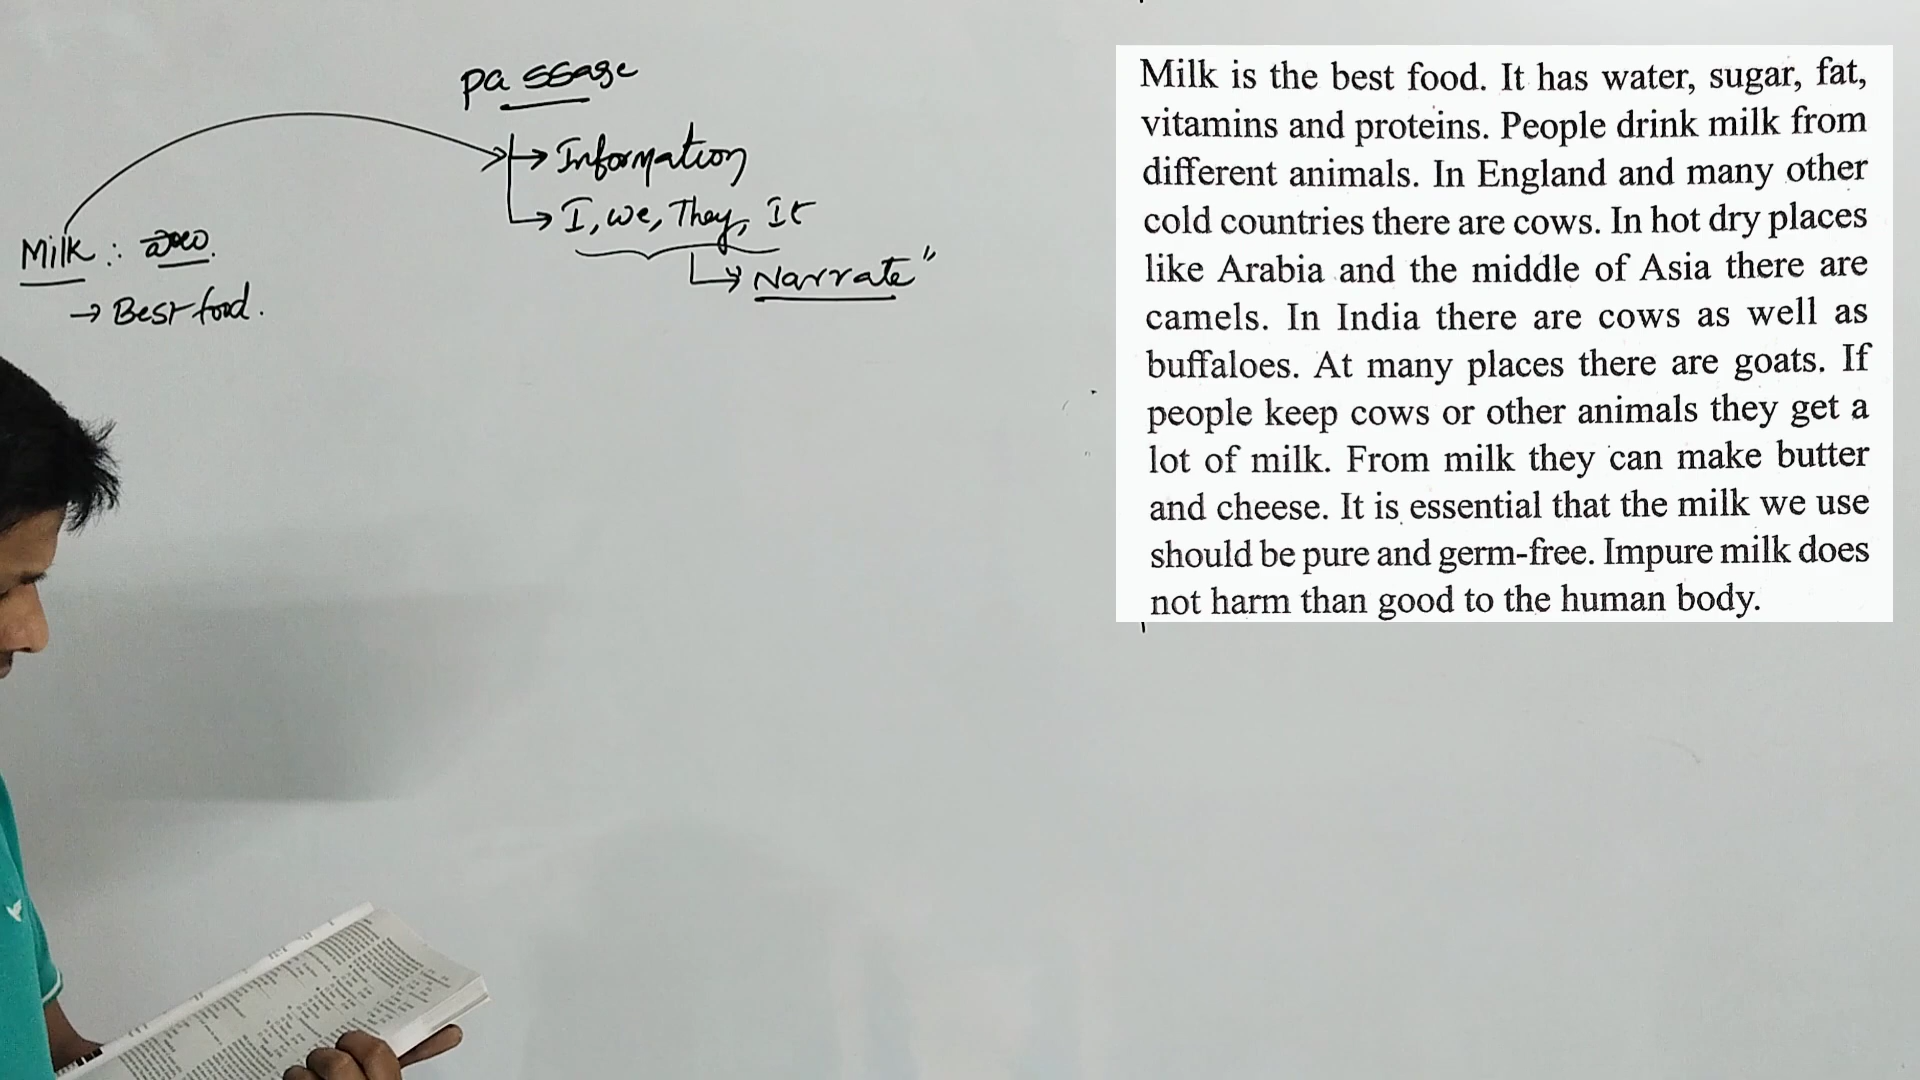 passage
→ Information
→ I, we, They, It
→ Narrate"
Milk :
→ Best food.
Milk is the best food. It has water, sugar, fat,
vitamins and proteins. People drink milk from
different animals. In England and many other
cold countries there are cows. In hot dry places
like Arabia and the middle of Asia there are
camels. In India there are cows as well as
buffaloes. At many places there are goats. If
people keep cows or other animals they get a
lot of milk. From milk they can make butter
and cheese. It is essential that the milk we use
should be pure and germ-free. Impure milk does
not harm than good to the human body.